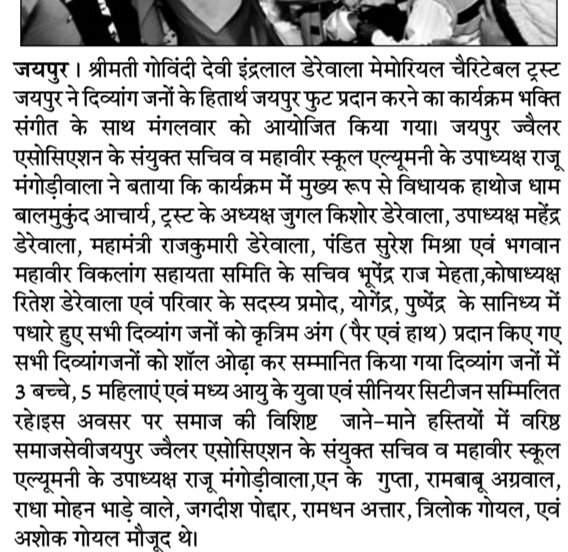 जयपुर। श्रीमती गोविंदी देवी इंद्रलाल डेरेवाला मेमोरियल चैरिटेबल ट्रस्ट
जयपुर ने दिव्यांग जनों के हितार्थ जयपुर फुट प्रदान करने का कार्यक्रम भक्ति
संगीत के साथ मंगलवार को आयोजित किया गया। जयपुर ज्वैलर
एसोसिएशन के संयुक्त सचिव व महावीर स्कूल एल्यूमनी के उपाध्यक्ष राजू
मंगोड़ीवाला ने बताया कि कार्यक्रम में मुख्य रूप से विधायक हाथोज धाम
बालमुकुंद आचार्य, ट्रस्ट के अध्यक्ष जुगल किशोर डेरेवाला, उपाध्यक्ष महेंद्र
डेरेवाला, महामंत्री राजकुमारी डेरेवाला, पंडित सुरेश मिश्रा एवं भगवान
महावीर विकलांग सहायता समिति के सचिव भूपेंद्र राज मेहता,कोषाध्यक्ष
रितेश डेरेवाला एवं परिवार के सदस्य प्रमोद, योगेंद्र, पुष्पेंद्र के सानिध्य में
पधारे हुए सभी दिव्यांग जनों को कृत्रिम अंग (पैर एवं हाथ) प्रदान किए गए
सभी दिव्यांगजनों को शॉल ओढ़ा कर सम्मानित किया गया दिव्यांग जनों में
3 बच्चे, 5 महिलाएं एवं मध्य आयु के युवा एवं सीनियर सिटीजन सम्मिलित
रहे।इस अवसर पर समाज की विशिष्ट जाने-माने हस्तियों में वरिष्ठ
समाजसेवीजयपुर ज्वैलर एसोसिएशन के संयुक्त सचिव व महावीर स्कूल
एल्यूमनी के उपाध्यक्ष राजू मंगोड़ीवाला,एन के गुप्ता, रामबाबू अग्रवाल,
राधा मोहन भाड़े वाले, जगदीश पोद्दार, रामधन अत्तार, त्रिलोक गोयल, एवं
अशोक गोयल मौजूद थे।